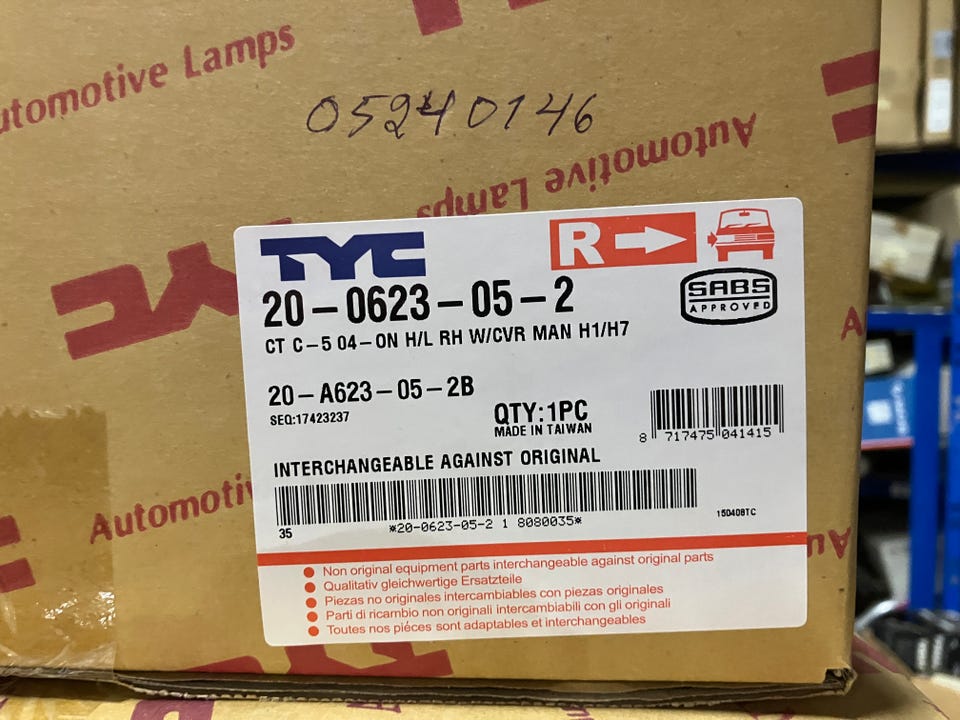 Automotive Lamps
05240146
Automotive Lamps
TYC
TYC
R
20-0623-05-2
SABS
APPROVED
CT C-5 04-ON H/L RH W/CVR MAN H1/H7
20-A623-05-2B
SEQ:17423237
QTY:1PC
MADE IN TAIWAN
8 717475 041415
INTERCHANGEABLE AGAINST ORIGINAL
35
*20-0623-05-2 1 8080035*
150408TC
Automotiv
Au
Non original equipment parts interchangeable against original parts
Qualitativ gleichwertige Ersatzteile
Piezas no originales intercambiables con piezas originales
Parti di ricambio non originali intercambiabili con gli originali
Toutes nos piéces sont adaptables et interchangeables